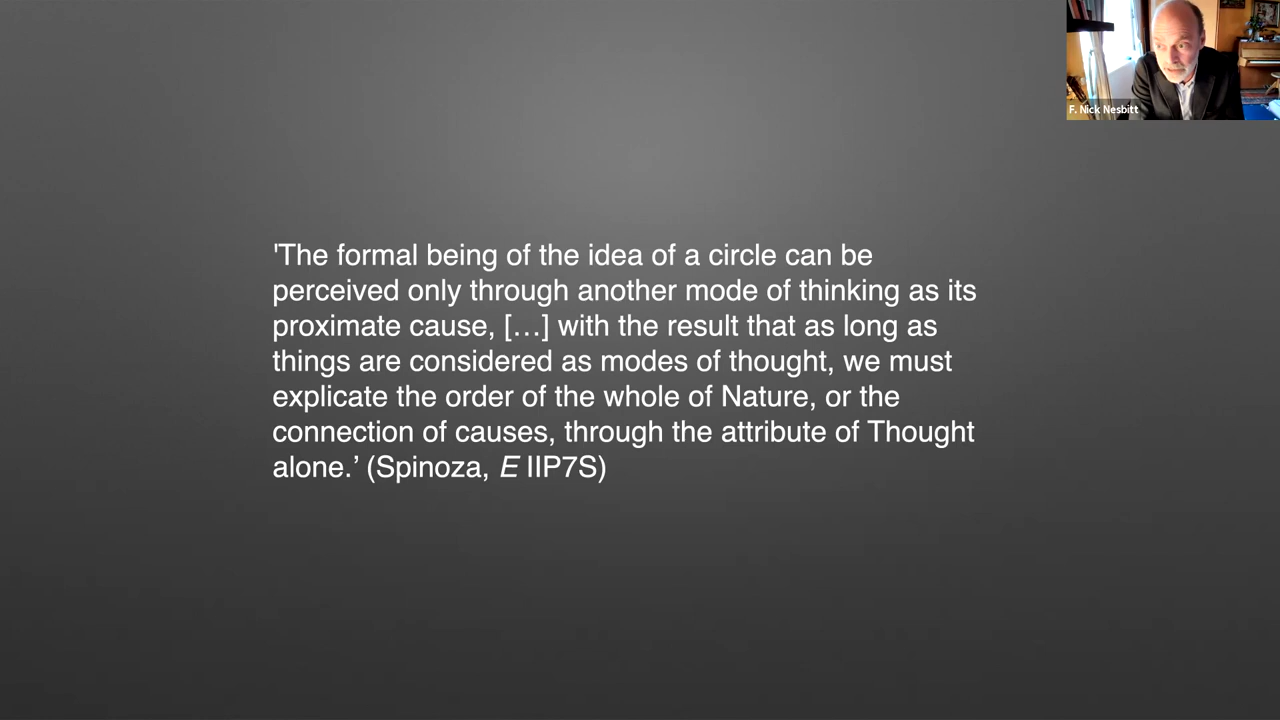 F. Nick Nesbitt
'The formal being of the idea of a circle can be
perceived only through another mode of thinking as its
proximate cause, […] with the result that as long as
things are considered as modes of thought, we must
explicate the order of the whole of Nature, or the
connection of causes, through the attribute of Thought
alone.’ (Spinoza, E IIP7S)